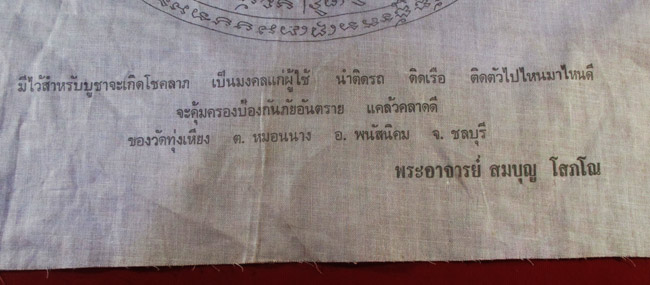 มีไว้สำหรับบูชาจะเกิดโชคลาภ เป็นมงคลแก่ผู้ใช้ นำติดรถ ติดเรือ ติดตัวไปไหนมาไหนดี
จะคุ้มครองป้องกันภัยอันตราย แคล้วคลาดดี
ของวัดทุ่งเหียง ต. หมอนนาง อ. พนัสนิคม จ. ชลบุรี
พระอาจารย์ สมบุญ โสภโณ